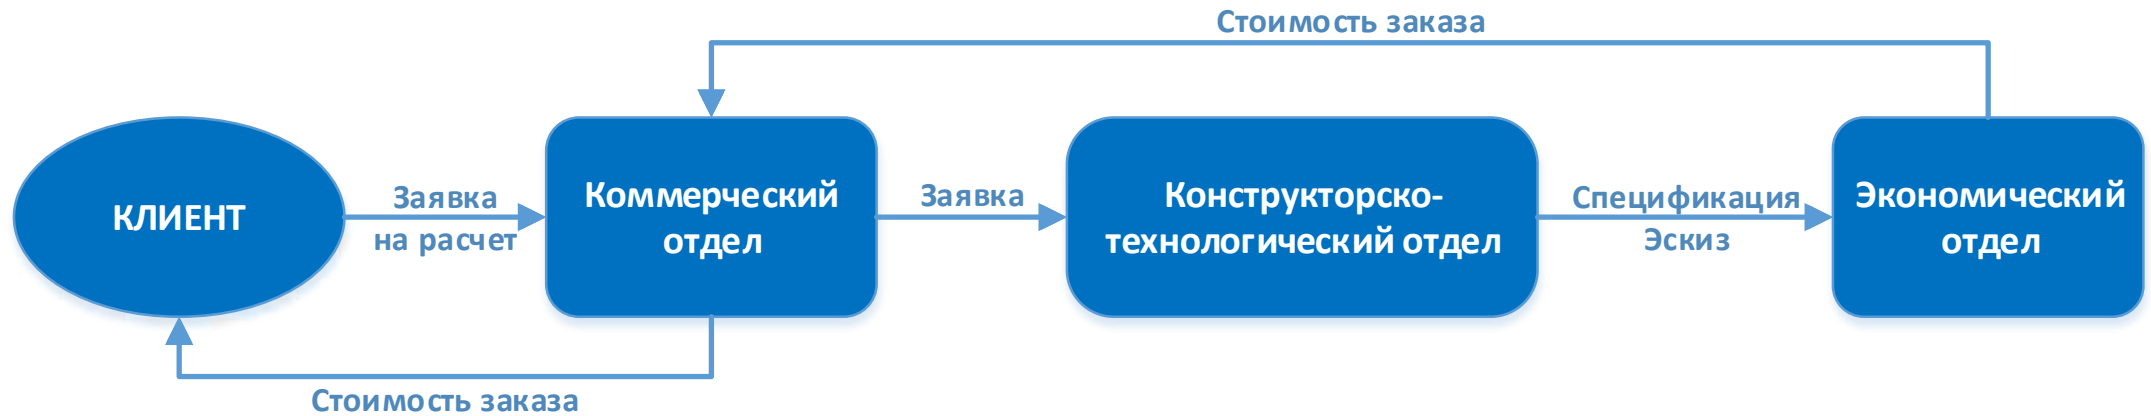 Стоимость заказа
КЛИЕНТ
Заявка
на расчет
Коммерческий
отдел
Заявка
Конструкторско-
технологический отдел
Спецификация
Эскиз
Экономический
отдел
Стоимость заказа